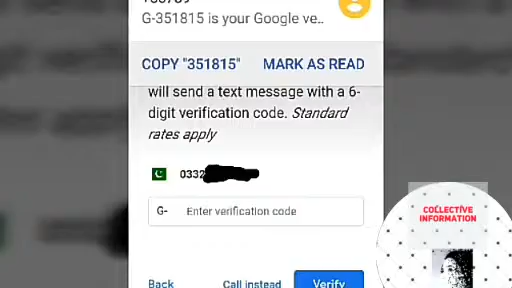 G-351815 is your Google ve..
COPY "351815" MARK AS READ
will send a text message with a 6-
digit verification code. Standard
rates apply
0332
G- Enter verification code
Back Call instead Verify
COLLECTIVE
INFORMATION